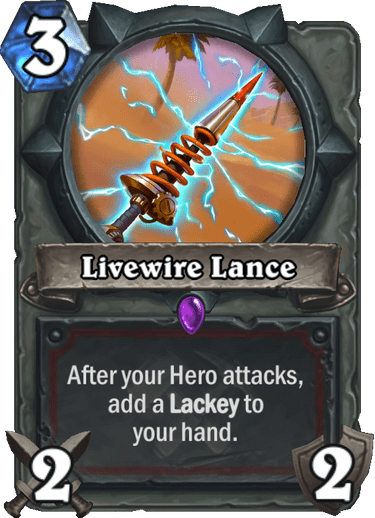 3
Livewire Lance
After your Hero attacks,
add a Lackey to
your hand.
2
2